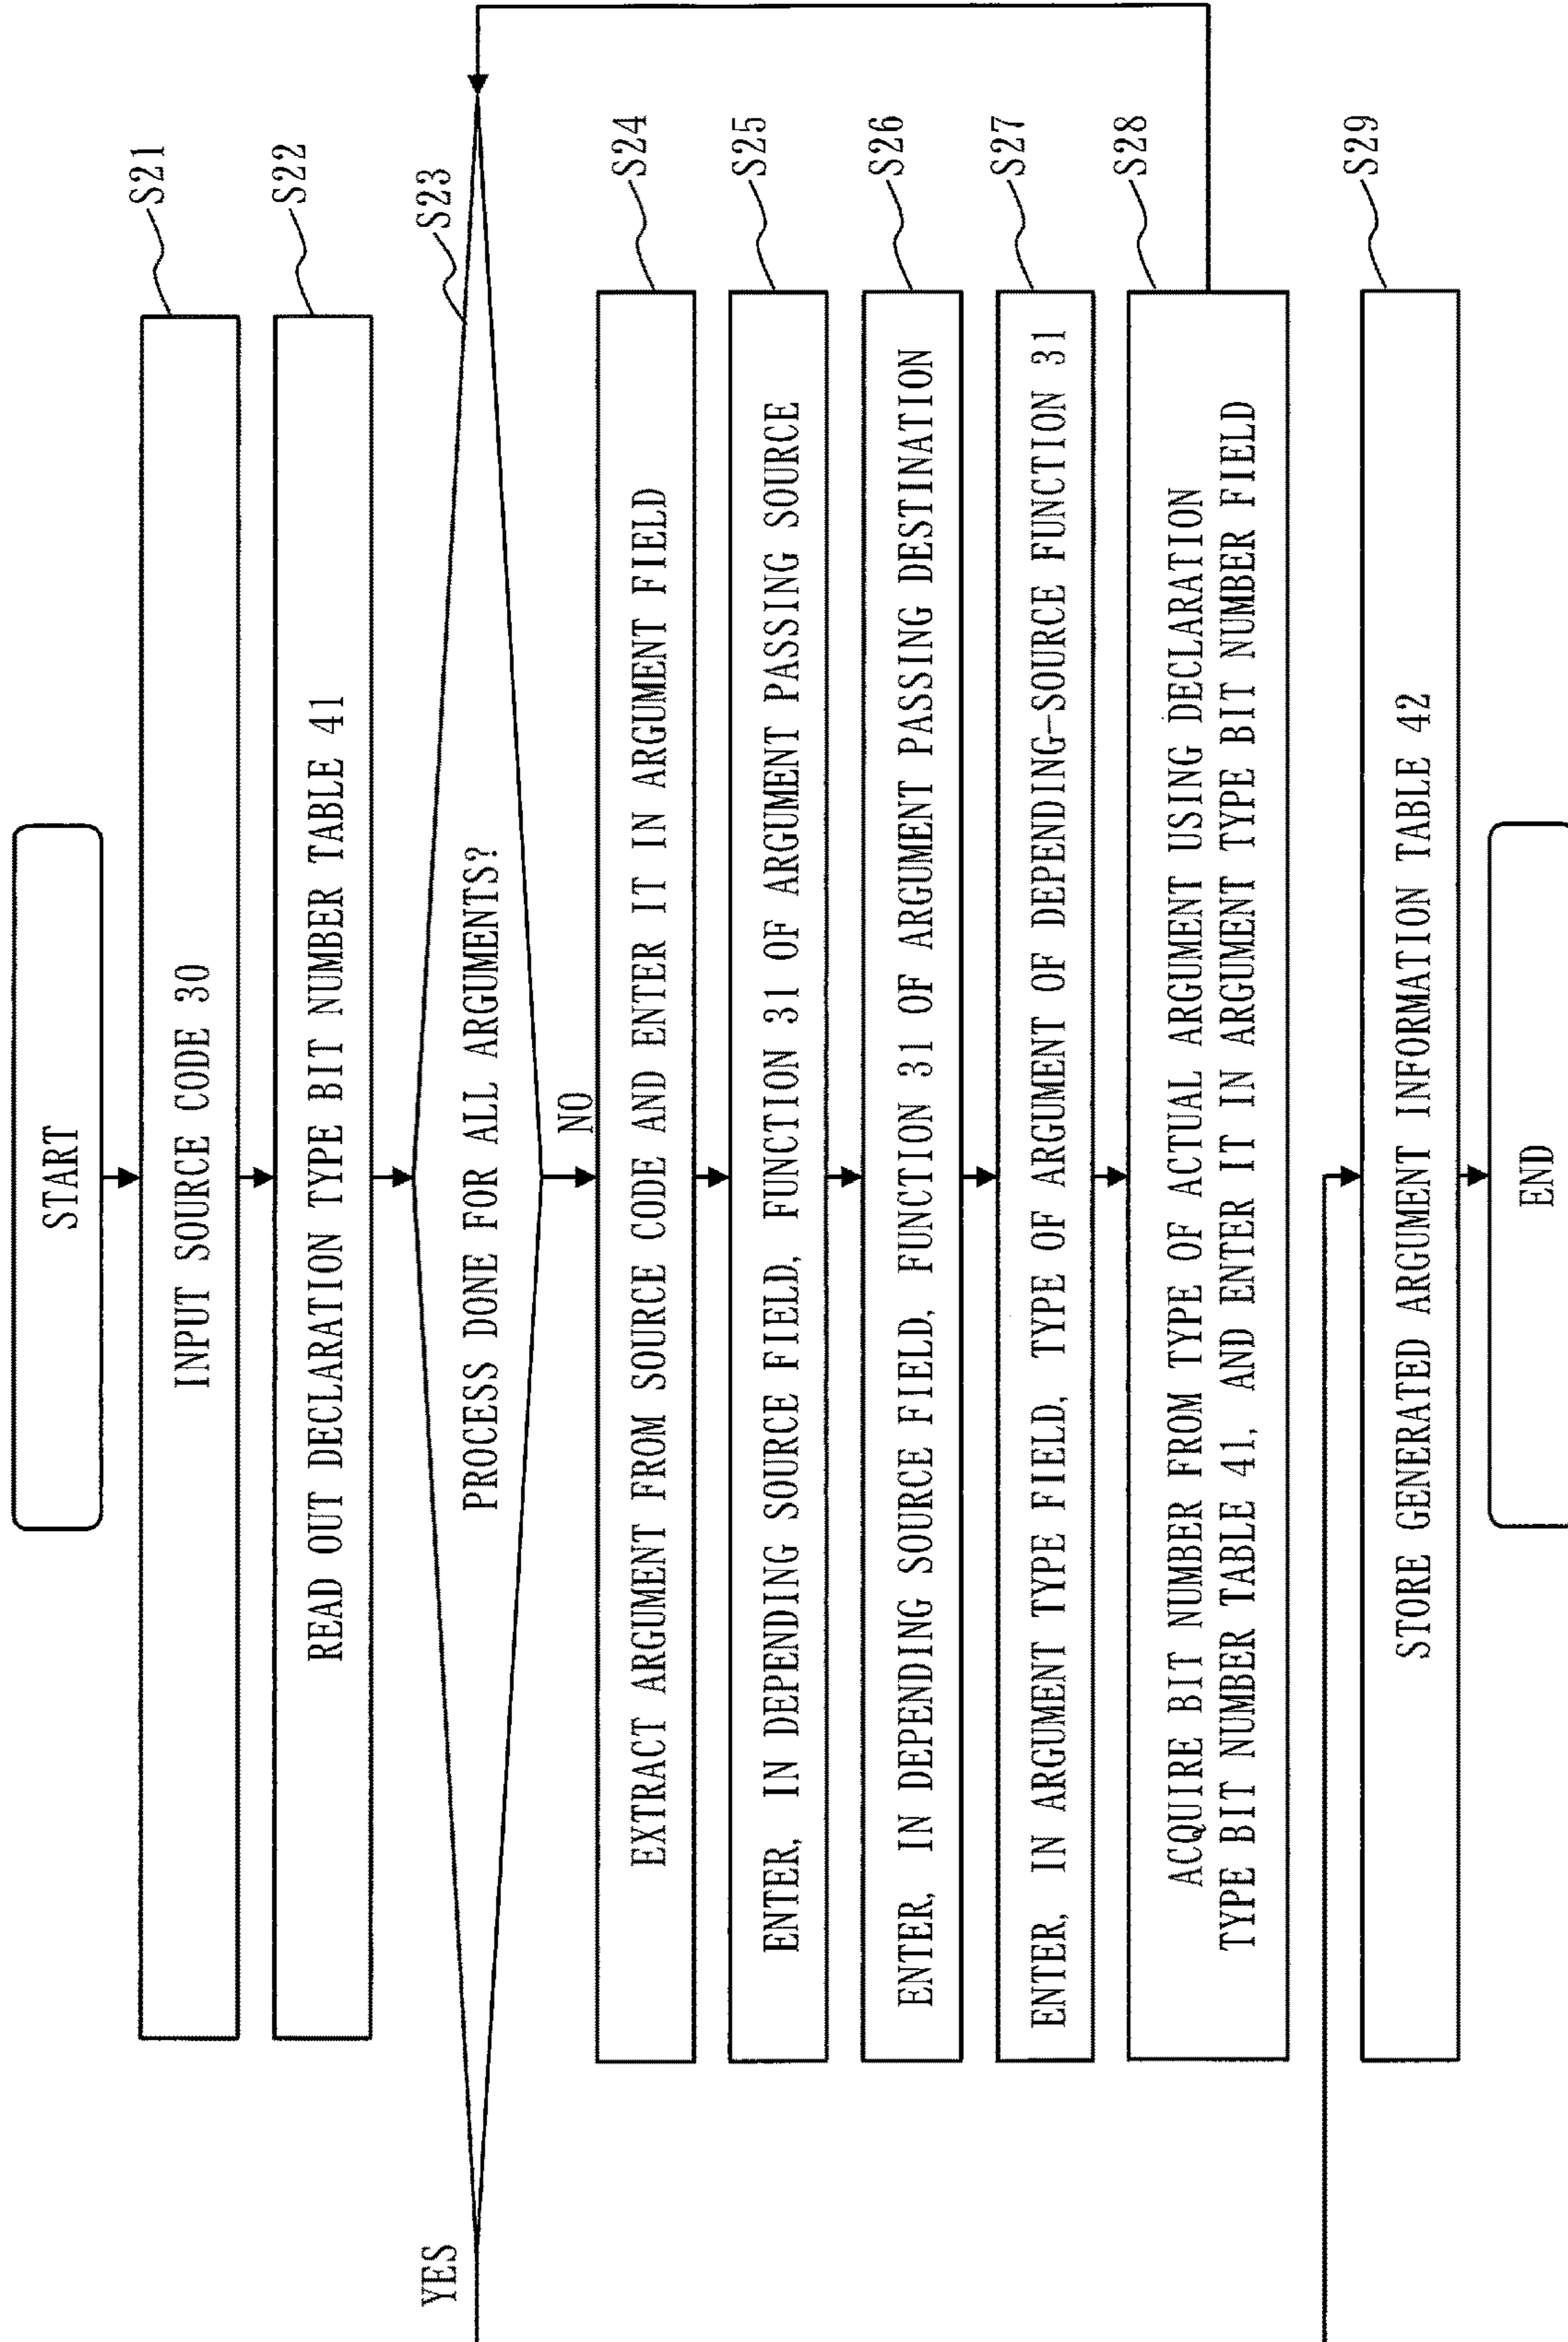 START
INPUT SOURCE CODE 30
S21
READ OUT DECLARATION TYPE BIT NUMBER TABLE 41
S22
PROCESS DONE FOR ALL ARGUMENTS?
S23
YES
NO
EXTRACT ARGUMENT FROM SOURCE CODE AND ENTER IT IN ARGUMENT FIELD
S24
ENTER, IN DEPENDING SOURCE FIELD, FUNCTION 31 OF ARGUMENT PASSING SOURCE
S25
ENTER, IN DEPENDING SOURCE FIELD, FUNCTION 31 OF ARGUMENT PASSING DESTINATION
S26
ENTER, IN ARGUMENT TYPE FIELD, TYPE OF ARGUMENT OF DEPENDING-SOURCE FUNCTION 31
S27
ACQUIRE BIT NUMBER FROM TYPE OF ACTUAL ARGUMENT USING DECLARATION
TYPE BIT NUMBER TABLE 41, AND ENTER IT IN ARGUMENT TYPE BIT NUMBER FIELD
S28
STORE GENERATED ARGUMENT INFORMATION TABLE 42
S29
END